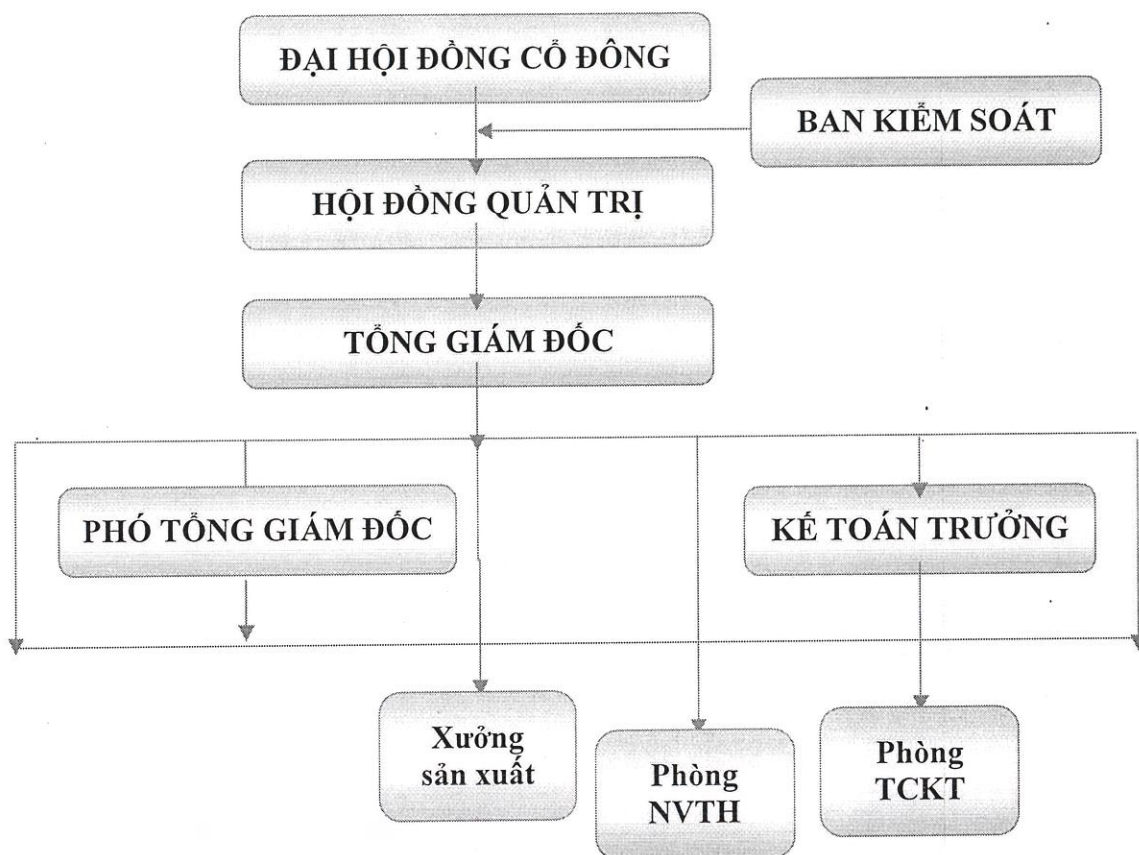 ĐẠI HỘI ĐỒNG CỔ ĐÔNG
BAN KIỂM SOÁT
HỘI ĐỒNG QUẢN TRỊ
TỔNG GIÁM ĐỐC
PHÓ TỔNG GIÁM ĐỐC
KẾ TOÁN TRƯỞNG
Xưởng
sản xuất
Phòng
NVTH
Phòng
TCKT